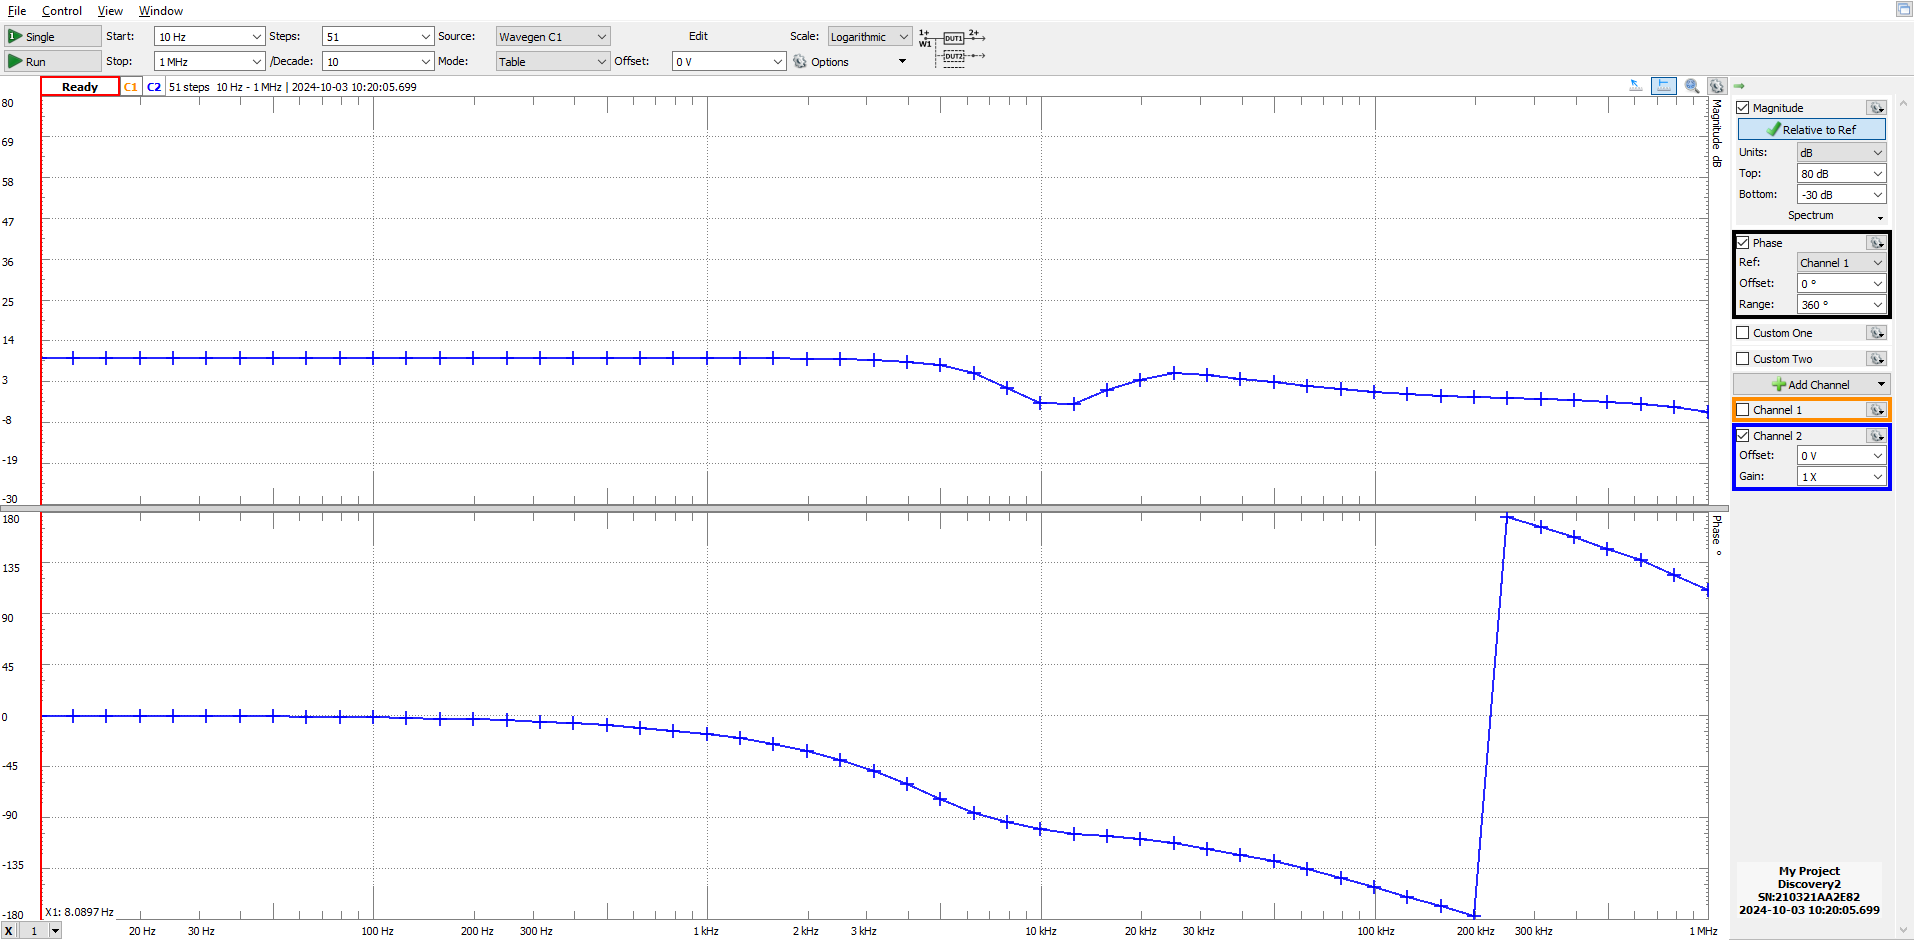 File Control View Window
Single Start: 10 Hz Steps: 51 Source: Wavegen C1 Edit Scale: Logarithmic 1+ W1 DUT1 2+
Run Stop: 1 MHz /Decade: 10 Mode: Table Offset: 0 V Options DUT2
Ready C1 C2 51 steps 10 Hz - 1 MHz | 2024-10-03 10:20:05.699
80
69
58
47
36
25
14
3
-8
-19
-30
Magnitude dB
180
135
90
45
0
-45
-90
-135
-180
Phase °
X1: 8.0897 Hz
X 1 20 Hz 30 Hz 100 Hz 200 Hz 300 Hz 1 kHz 2 kHz 3 kHz 10 kHz 20 kHz 30 kHz 100 kHz 200 kHz 300 kHz 1 MHz
Magnitude
Relative to Ref
Units: dB
Top: 80 dB
Bottom: -30 dB
Spectrum
Phase
Ref: Channel 1
Offset: 0 °
Range: 360 °
Custom One
Custom Two
Add Channel
Channel 1
Channel 2
Offset: 0 V
Gain: 1 X
My Project
Discovery2
SN:210321AA2E82
2024-10-03 10:20:05.699